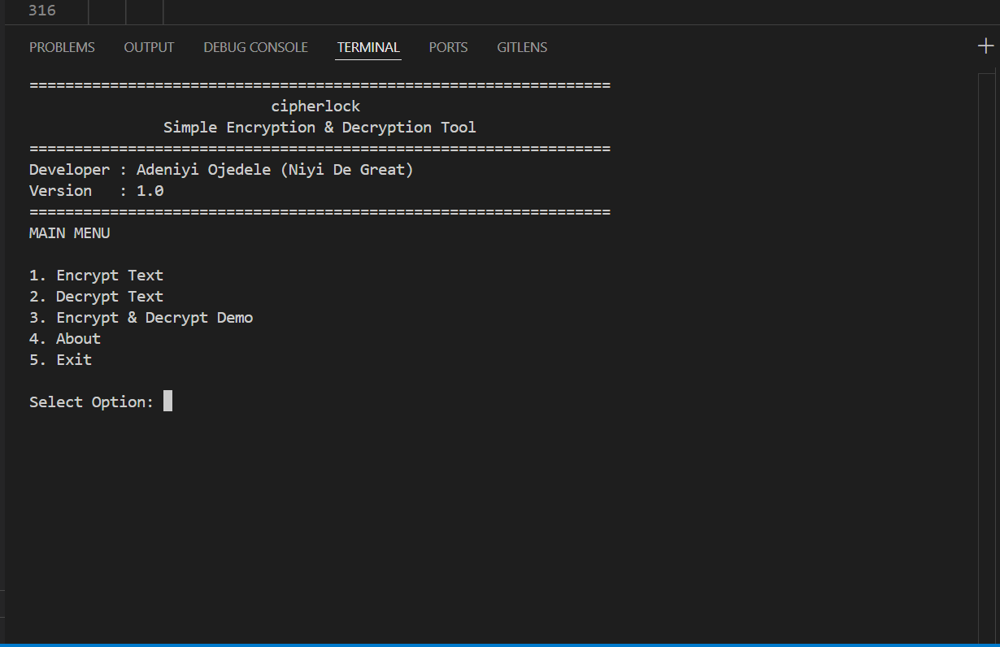 316
PROBLEMS OUTPUT DEBUG CONSOLE TERMINAL PORTS GITLENS
=================================================================
cipherlock
Simple Encryption & Decryption Tool
=================================================================
Developer : Adeniyi Ojedele (Niyi De Great)
Version : 1.0
=================================================================
MAIN MENU
1. Encrypt Text
2. Decrypt Text
3. Encrypt & Decrypt Demo
4. About
5. Exit
Select Option: